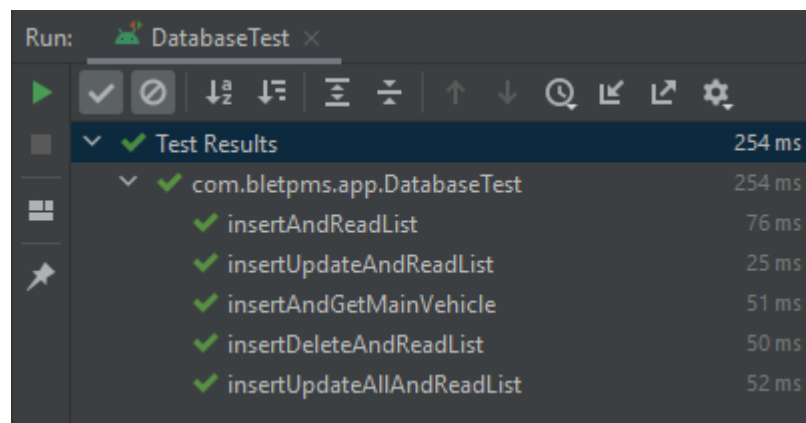 Run: DatabaseTest
Test Results 254 ms
com.bletpms.app.DatabaseTest 254 ms
insertAndReadList 76 ms
insertUpdateAndReadList 25 ms
insertAndGetMainVehicle 51 ms
insertDeleteAndReadList 50 ms
insertUpdateAllAndReadList 52 ms